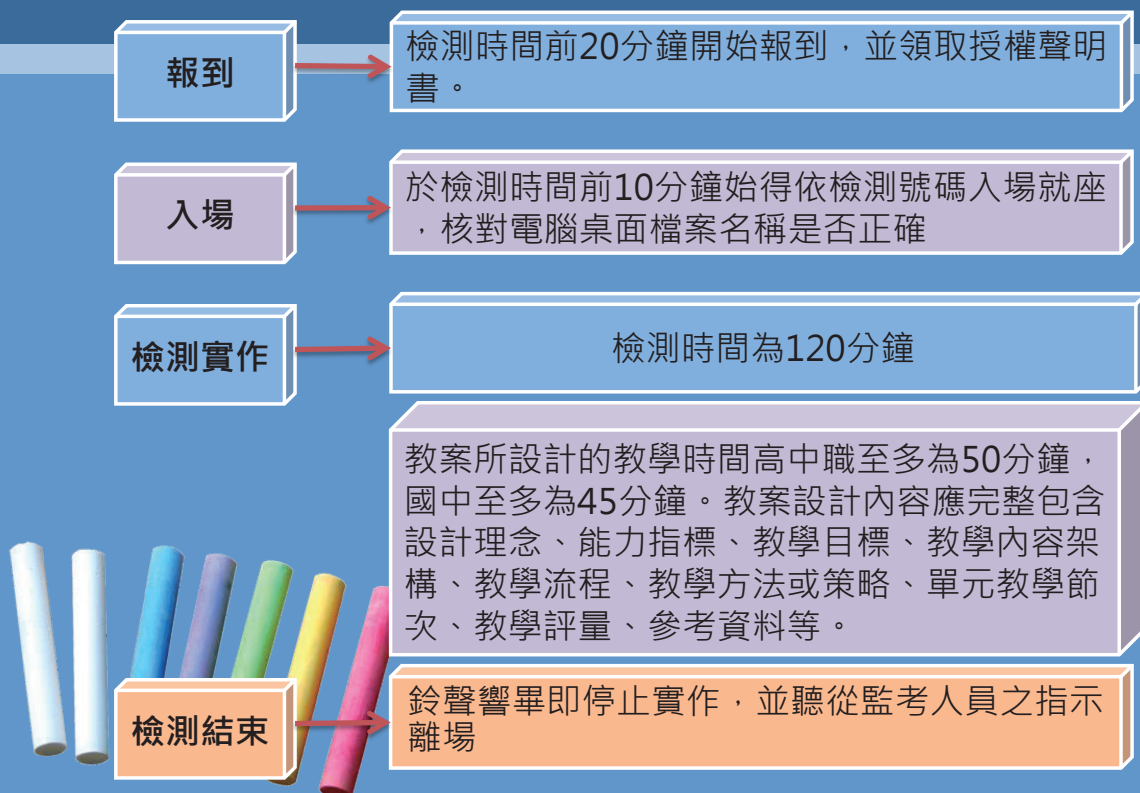 報到
檢測時間前20分鐘開始報到，並領取授權聲明
書。
入場
於檢測時間前10分鐘始得依檢測號碼入場就座
，核對電腦桌面檔案名稱是否正確
檢測實作
檢測時間為120分鐘
教案所設計的教學時間高中職至多為50分鐘，
國中至多為45分鐘。教案設計內容應完整包含
設計理念、能力指標、教學目標、教學內容架
構、教學流程、教學方法或策略、單元教學節
次、教學評量、參考資料等。
檢測結束
鈴聲響畢即停止實作，並聽從監考人員之指示
離場